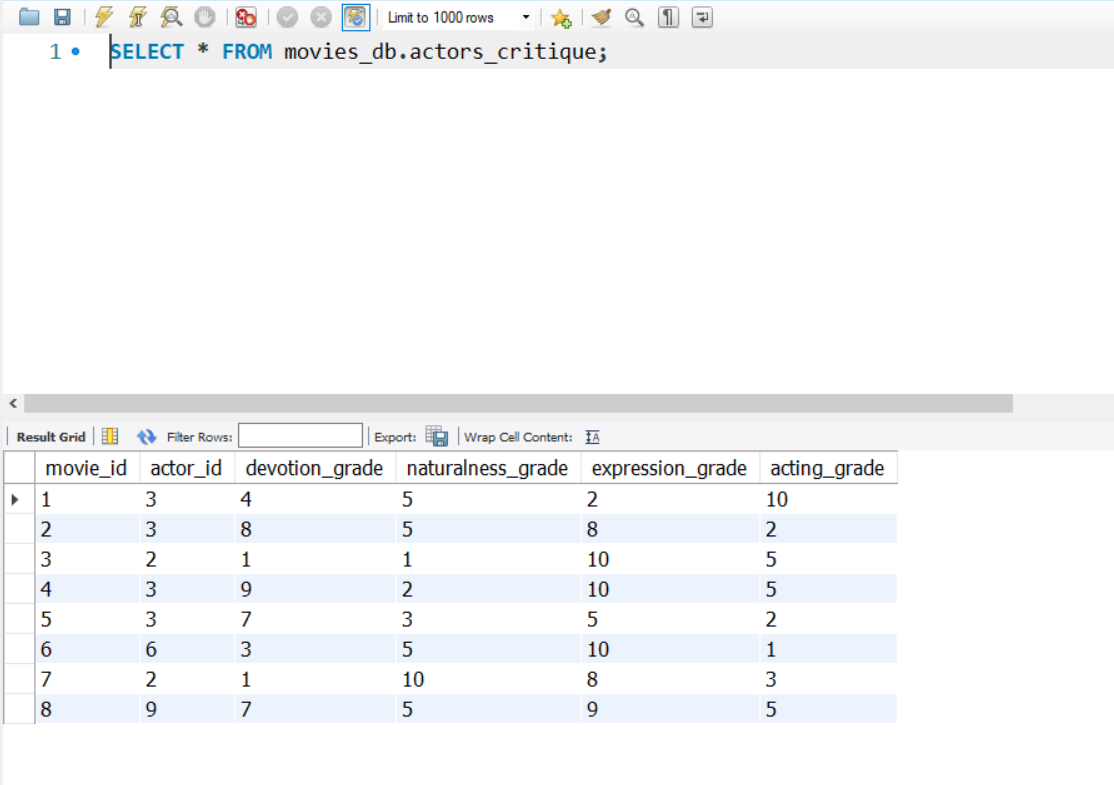 Limit to 1000 rows
1 SELECT * FROM movies_db.actors_critique;
Result Grid Filter Rows: Export: Wrap Cell Content: IA
movie_id actor_id devotion_grade naturalness_grade expression_grade acting_grade
1 3 4 5 2 10
2 3 8 5 8 2
3 2 1 1 10 5
4 3 9 2 10 5
5 3 7 3 5 2
6 6 3 5 10 1
7 2 1 10 8 3
8 9 7 5 9 5